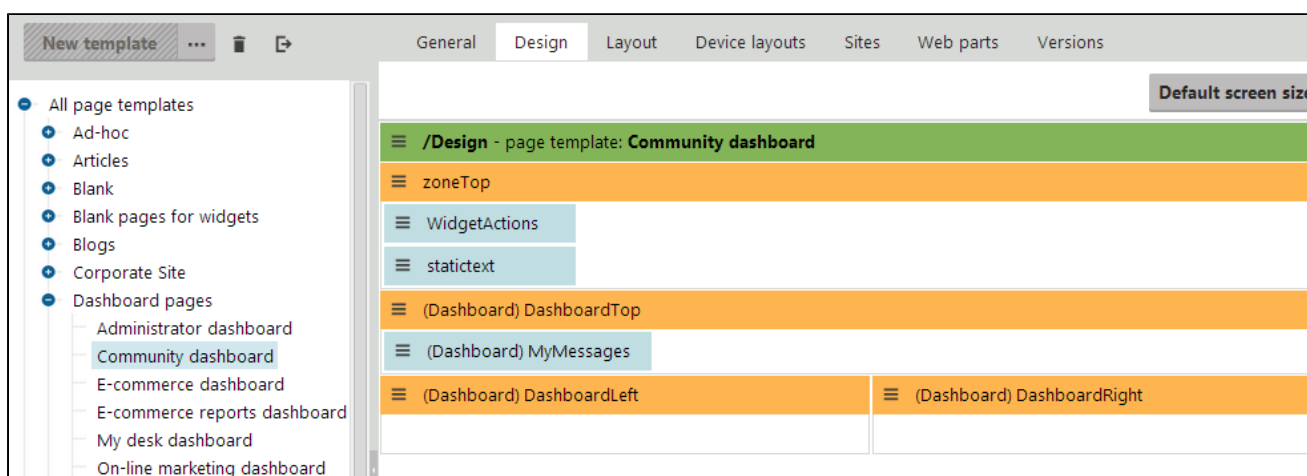 New template ...
General Design Layout Device layouts Sites Web parts Versions
All page templates
Ad-hoc
Articles
Blank
Blank pages for widgets
Blogs
Corporate Site
Dashboard pages
Administrator dashboard
Community dashboard
E-commerce dashboard
E-commerce reports dashboard
My desk dashboard
On-line marketing dashboard
Default screen size
/Design - page template: Community dashboard
zoneTop
WidgetActions
statictext
(Dashboard) DashboardTop
(Dashboard) MyMessages
(Dashboard) DashboardLeft (Dashboard) DashboardRight